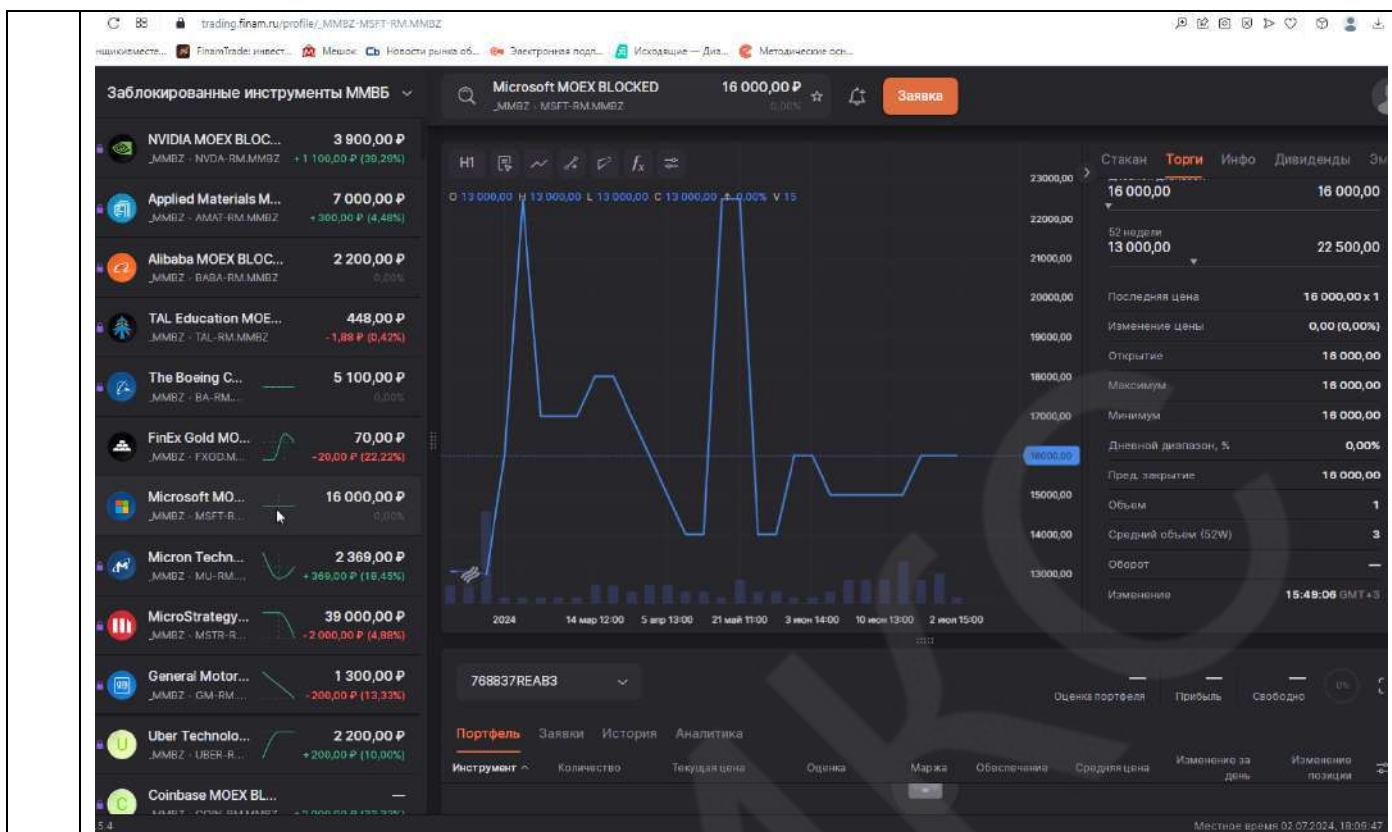 trading.finam.ru/profile/_MMBZ-MSFT-RM.MMBZ
FinamTrade: инвест... Мешок Новости рынка об... Электронная подп... Исходящие — Диа... Методические осн...
Заблокированные инструменты ММВБ
Microsoft MOEX BLOCKED 16 000,00 ₽
_MMBZ · MSFT-RM.MMBZ 0,00%
Заявка
NVIDIA MOEX BLOC... 3 900,00 ₽
_MMBZ · NVDA-RM.MMBZ +1 100,00 ₽ (39,29%)
Applied Materials M... 7 000,00 ₽
_MMBZ · AMAT-RM.MMBZ +300,00 ₽ (4,48%)
Alibaba MOEX BLOC... 2 200,00 ₽
_MMBZ · BABA-RM.MMBZ 0,00%
TAL Education MOE... 448,00 ₽
_MMBZ · TAL-RM.MMBZ -1,88 ₽ (0,42%)
The Boeing C... 5 100,00 ₽
_MMBZ · BA-RM.... 0,00%
FinEx Gold MO... 70,00 ₽
_MMBZ · FXGD.M... -20,00 ₽ (22,22%)
Microsoft MO... 16 000,00 ₽
_MMBZ · MSFT-R... 0,00%
Micron Techn... 2 369,00 ₽
_MMBZ · MU-RM.... +369,00 ₽ (18,45%)
MicroStrategy... 39 000,00 ₽
_MMBZ · MSTR-R... -2 000,00 ₽ (4,88%)
General Motor... 1 300,00 ₽
_MMBZ · GM-RM.... -200,00 ₽ (13,33%)
Uber Technolo... 2 200,00 ₽
_MMBZ · UBER-R... +200,00 ₽ (10,00%)
Coinbase MOEX BL... —
5.4
H1
O 13 000,00 H 13 000,00 L 13 000,00 C 13 000,00 0,00% V 15
23000,00
22000,00
21000,00
20000,00
19000,00
18000,00
17000,00
16000,00
15000,00
14000,00
13000,00
2024 14 мар 12:00 5 апр 13:00 21 май 11:00 3 июн 14:00 10 июн 13:00 2 июл 15:00
Стакан Торги Инфо Дивиденды Эм
16 000,00 16 000,00
52 недели
13 000,00 22 500,00
Последняя цена 16 000,00 x 1
Изменение цены 0,00 (0,00%)
Открытие 16 000,00
Максимум 16 000,00
Минимум 16 000,00
Дневной диапазон, % 0,00%
Пред. закрытие 16 000,00
Объем 1
Средний объём (52W) 3
Оборот —
Изменение 15:49:06 GMT+3
768837REAB3
Оценка портфеля Прибыль Свободно 0%
Портфель Заявки История Аналитика
Инструмент Количество Текущая цена Оценка Маржа Обеспечение Средняя цена Изменение за день Изменение позиции
Местное время 02.07.2024, 18:09:47